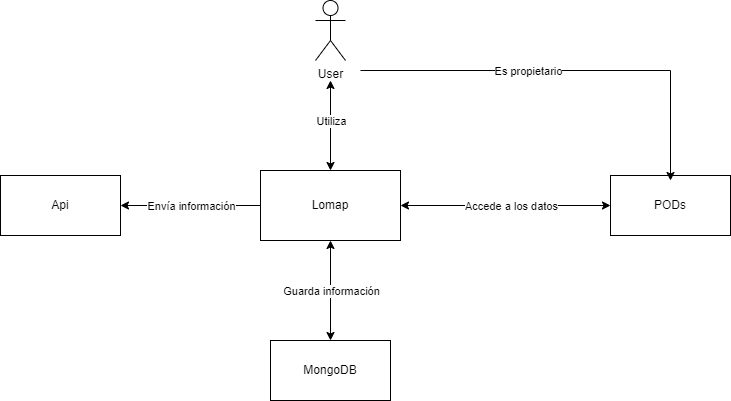 User
Es propietario
Utiliza
Api
Envía información
Lomap
Accede a los datos
PODs
Guarda información
MongoDB